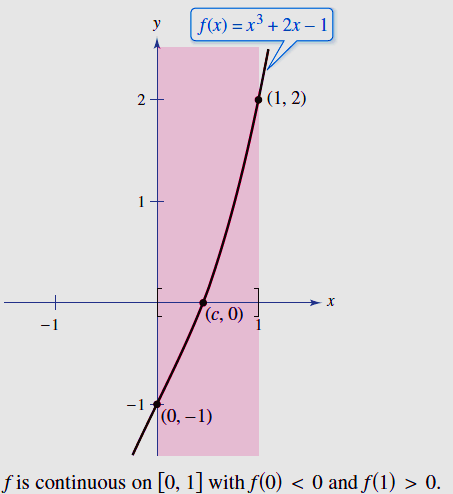 y
f(x) = x³ + 2x − 1
2
(1, 2)
1
x
(c, 0)
−1
1
−1
(0, −1)
f is continuous on [0, 1] with f(0) < 0 and f(1) > 0.